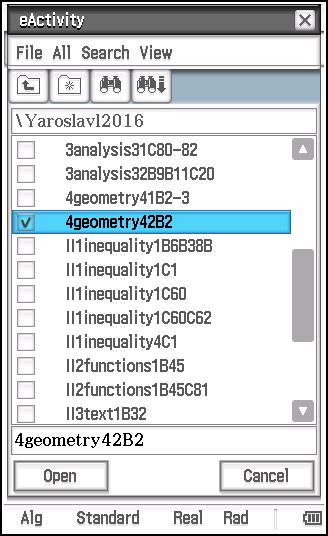 eActivity
File All Search View
\Yaroslavl2016
3analysis31C80-82
3analysis32B9B11C20
4geometry41B2-3
4geometry42B2
II1inequality1B6B38B
II1inequality1C1
II1inequality1C60
II1inequality1C60C62
II1inequality4C1
II2functions1B45
II2functions1B45C81
II3text1B32
4geometry42B2
Open Cancel
Alg Standard Real Rad